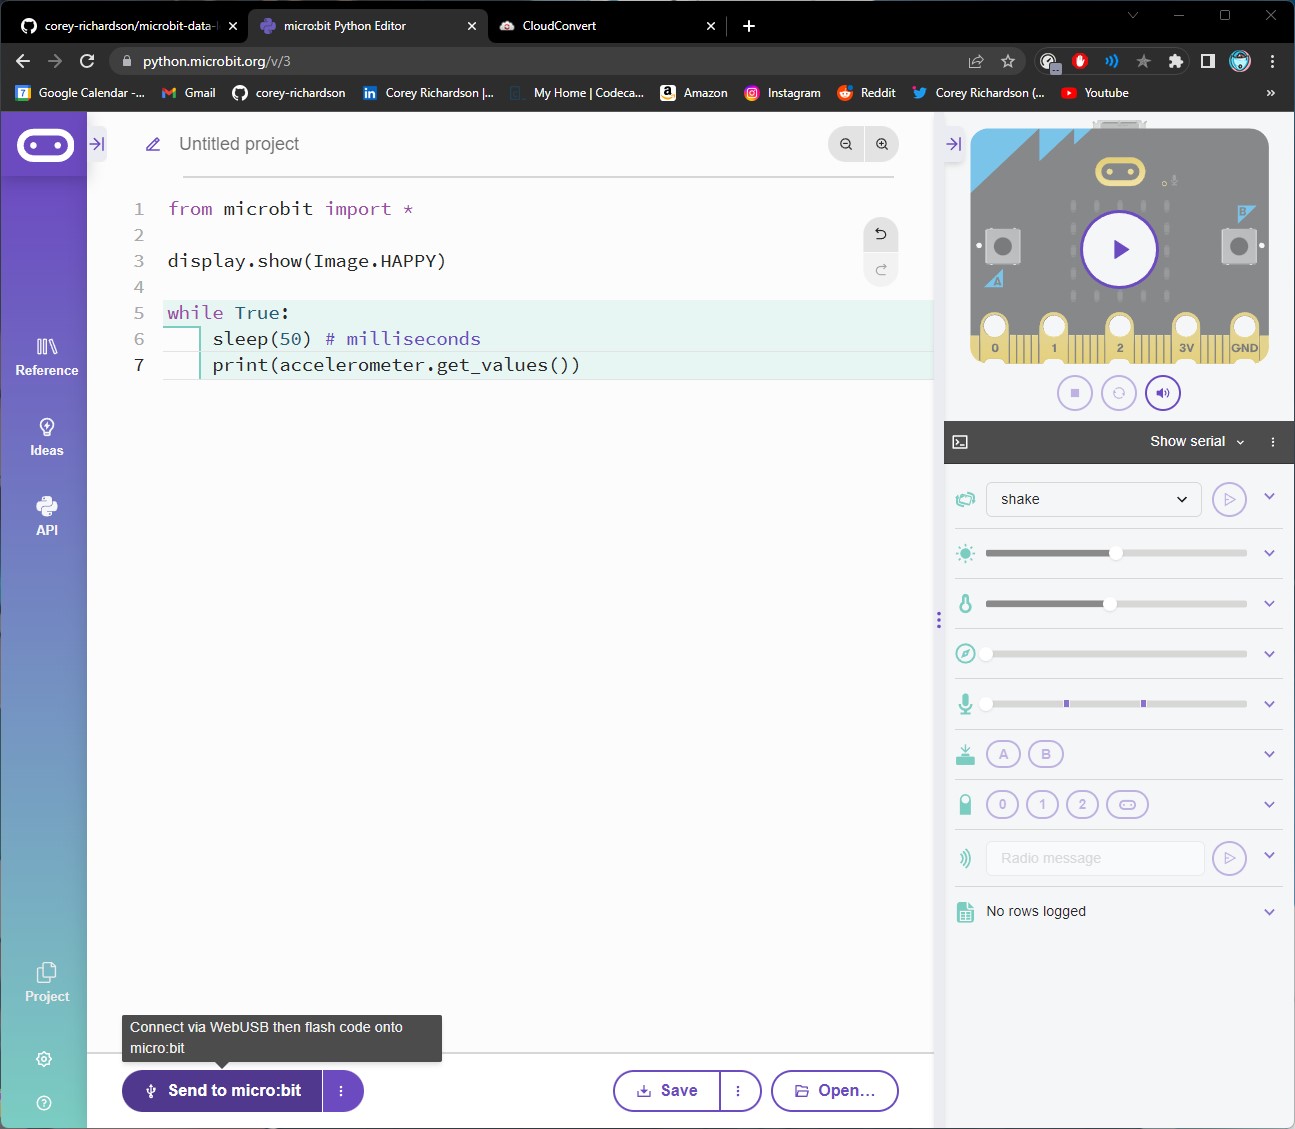 corey-richardson/microbit-data-l
micro:bit Python Editor
CloudConvert
python.microbit.org/v/3
7 Google Calendar -...
Gmail
corey-richardson
in Corey Richardson |...
My Home | Codeca...
a Amazon
Instagram
Reddit
Corey Richardson (...
Youtube
»
Untitled project
1 from microbit import *
2
3 display.show(Image.HAPPY)
4
5 while True:
6 sleep(50) # milliseconds
7 print(accelerometer.get_values())
Reference
Ideas
API
Project
Connect via WebUSB then flash code onto
micro:bit
Send to micro:bit
Save
Open...
B
A
0 1 2 3V GND
Show serial
shake
A B
0 1 2
Radio message
No rows logged